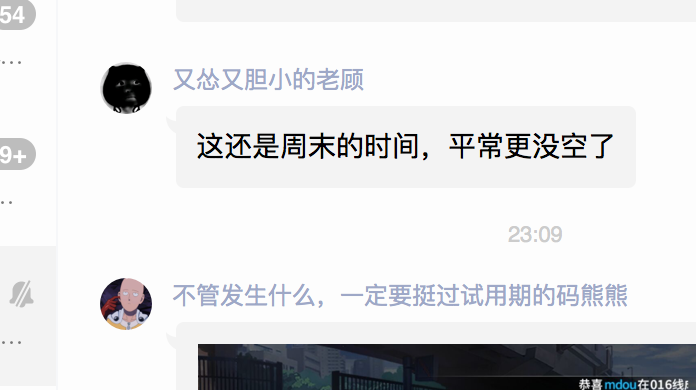 54
...
又怂又胆小的老顾
这还是周末的时间，平常更没空了
9+
..
23:09
不管发生什么，一定要挺过试用期的码熊熊
...
恭喜mdou在016线